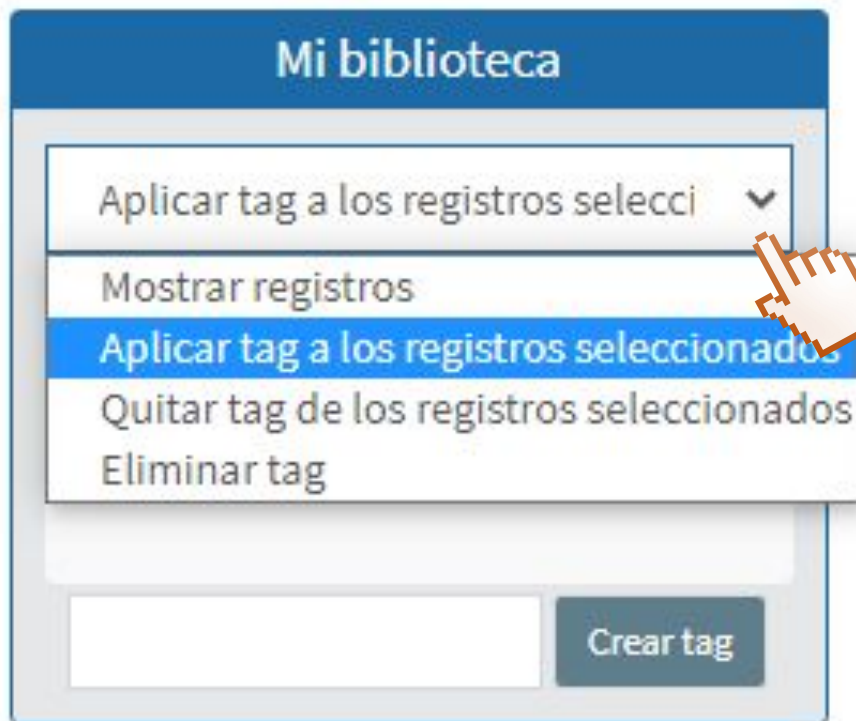 Mi biblioteca
Aplicar tag a los registros selecci
Mostrar registros
Aplicar tag a los registros seleccionados
Quitar tag de los registros seleccionados
Eliminar tag
Crear tag